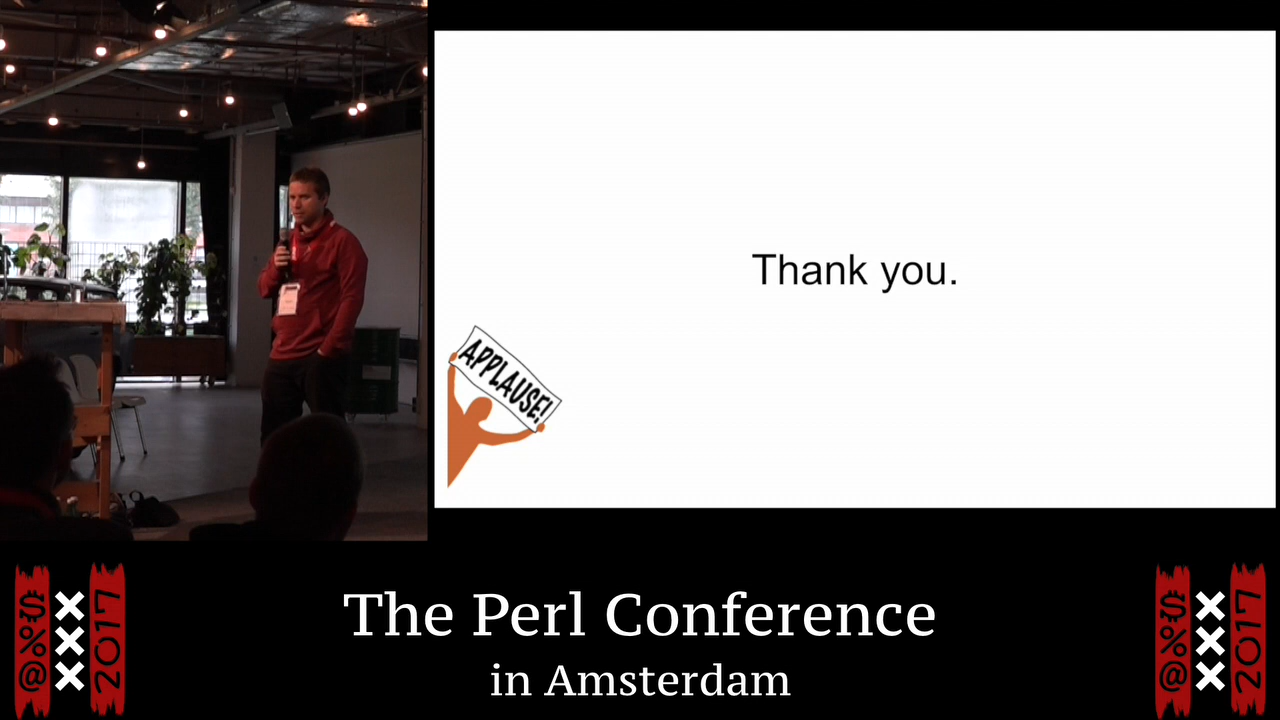 Thank you.
APPLAUSE!
The Perl Conference
in Amsterdam
$%@
XXX
2017
$%@
XXX
2017